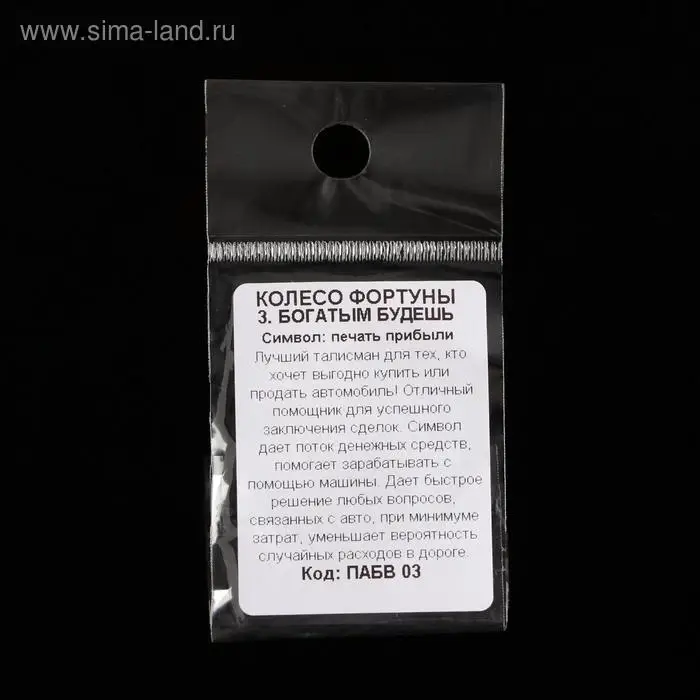 www.sima-land.ru
КОЛЕСО ФОРТУНЫ
3. БОГАТЫМ БУДЕШЬ
Символ: печать прибыли
Лучший талисман для тех, кто
хочет выгодно купить или
продать автомобиль! Отличный
помощник для успешного
заключения сделок. Символ
дает поток денежных средств,
помогает зарабатывать с
помощью машины. Дает быстрое
решение любых вопросов,
связанных с авто, при минимуме
затрат, уменьшает вероятность
случайных расходов в дороге.
Код: ПАБВ 03